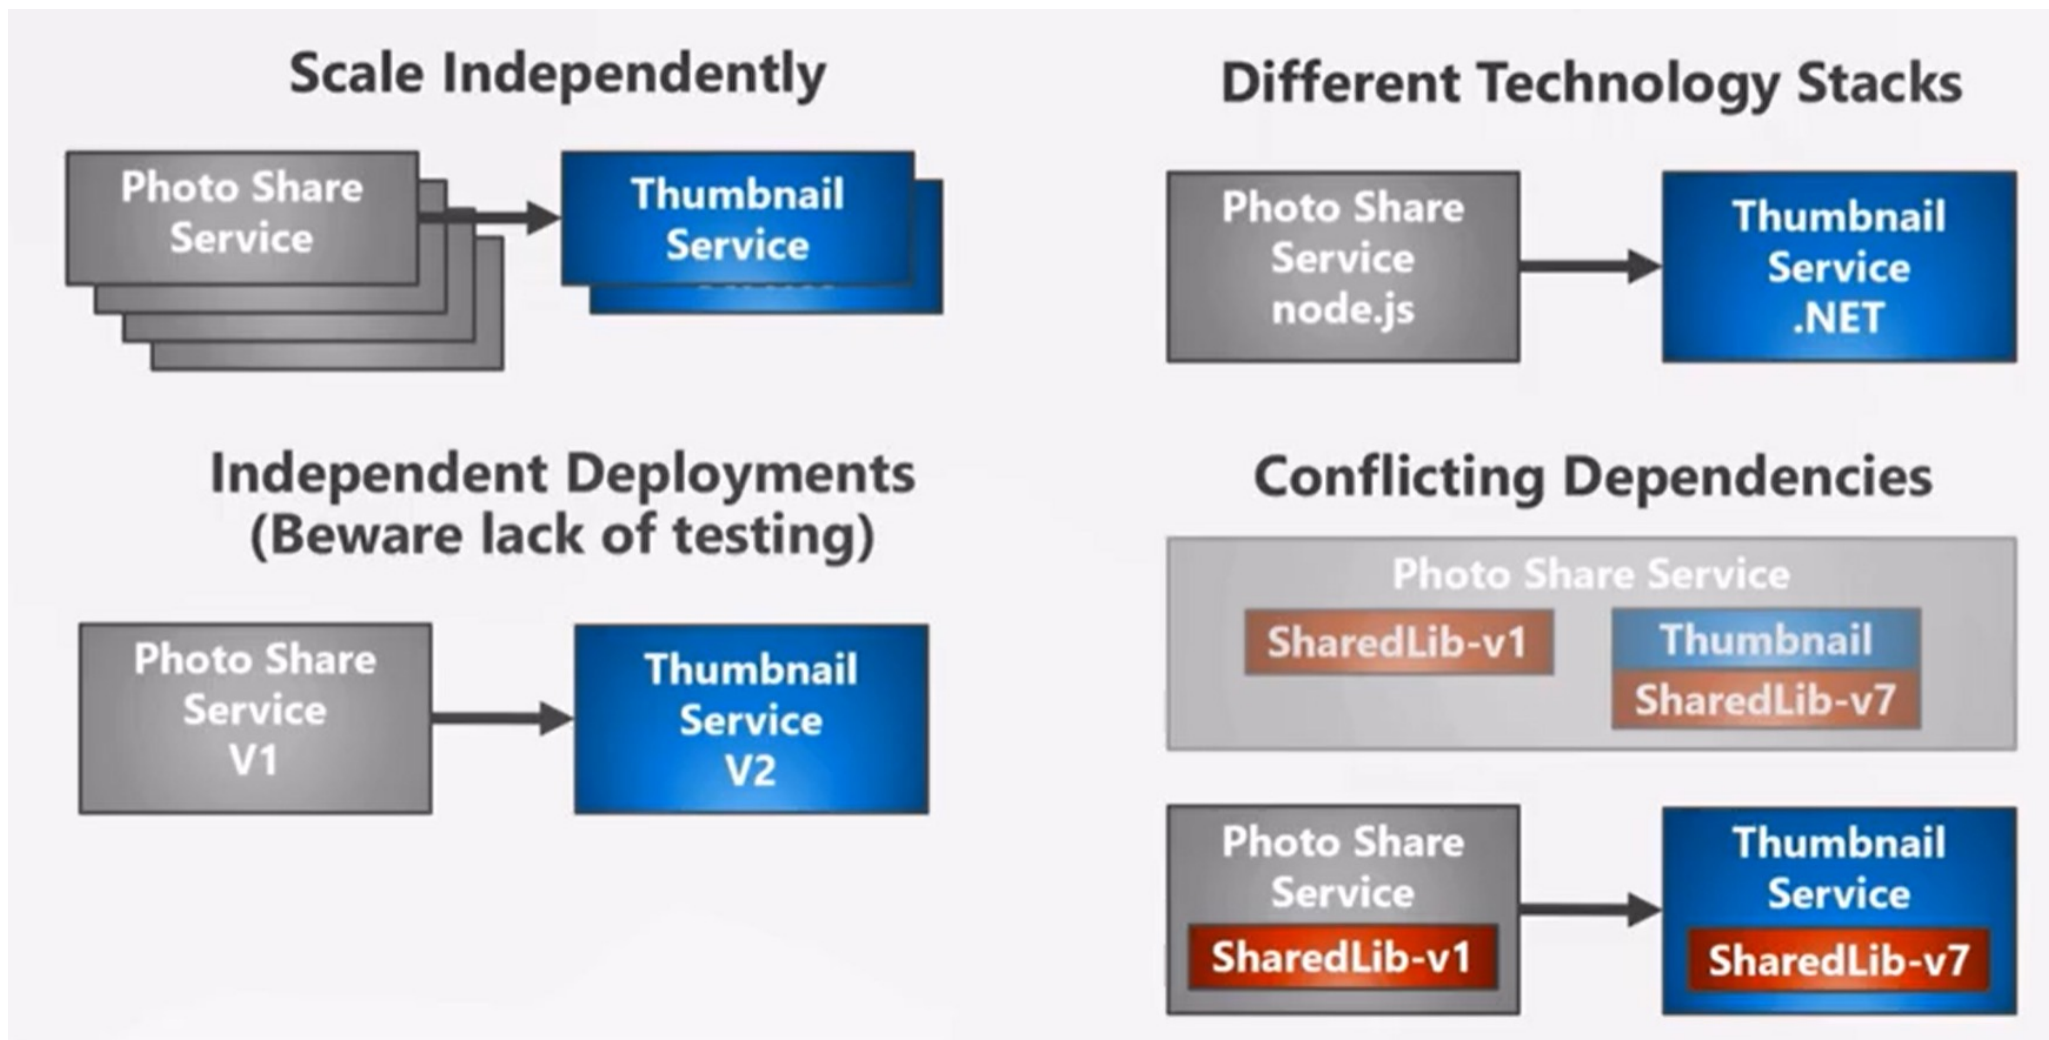 Scale Independently
Photo Share
Service
Thumbnail
Service
Different Technology Stacks
Photo Share
Service
node.js
Thumbnail
Service
.NET
Independent Deployments
(Beware lack of testing)
Photo Share
Service
V1
Thumbnail
Service
V2
Conflicting Dependencies
Photo Share Service
SharedLib-v1
Thumbnail
SharedLib-v7
Photo Share
Service
SharedLib-v1
Thumbnail
Service
SharedLib-v7